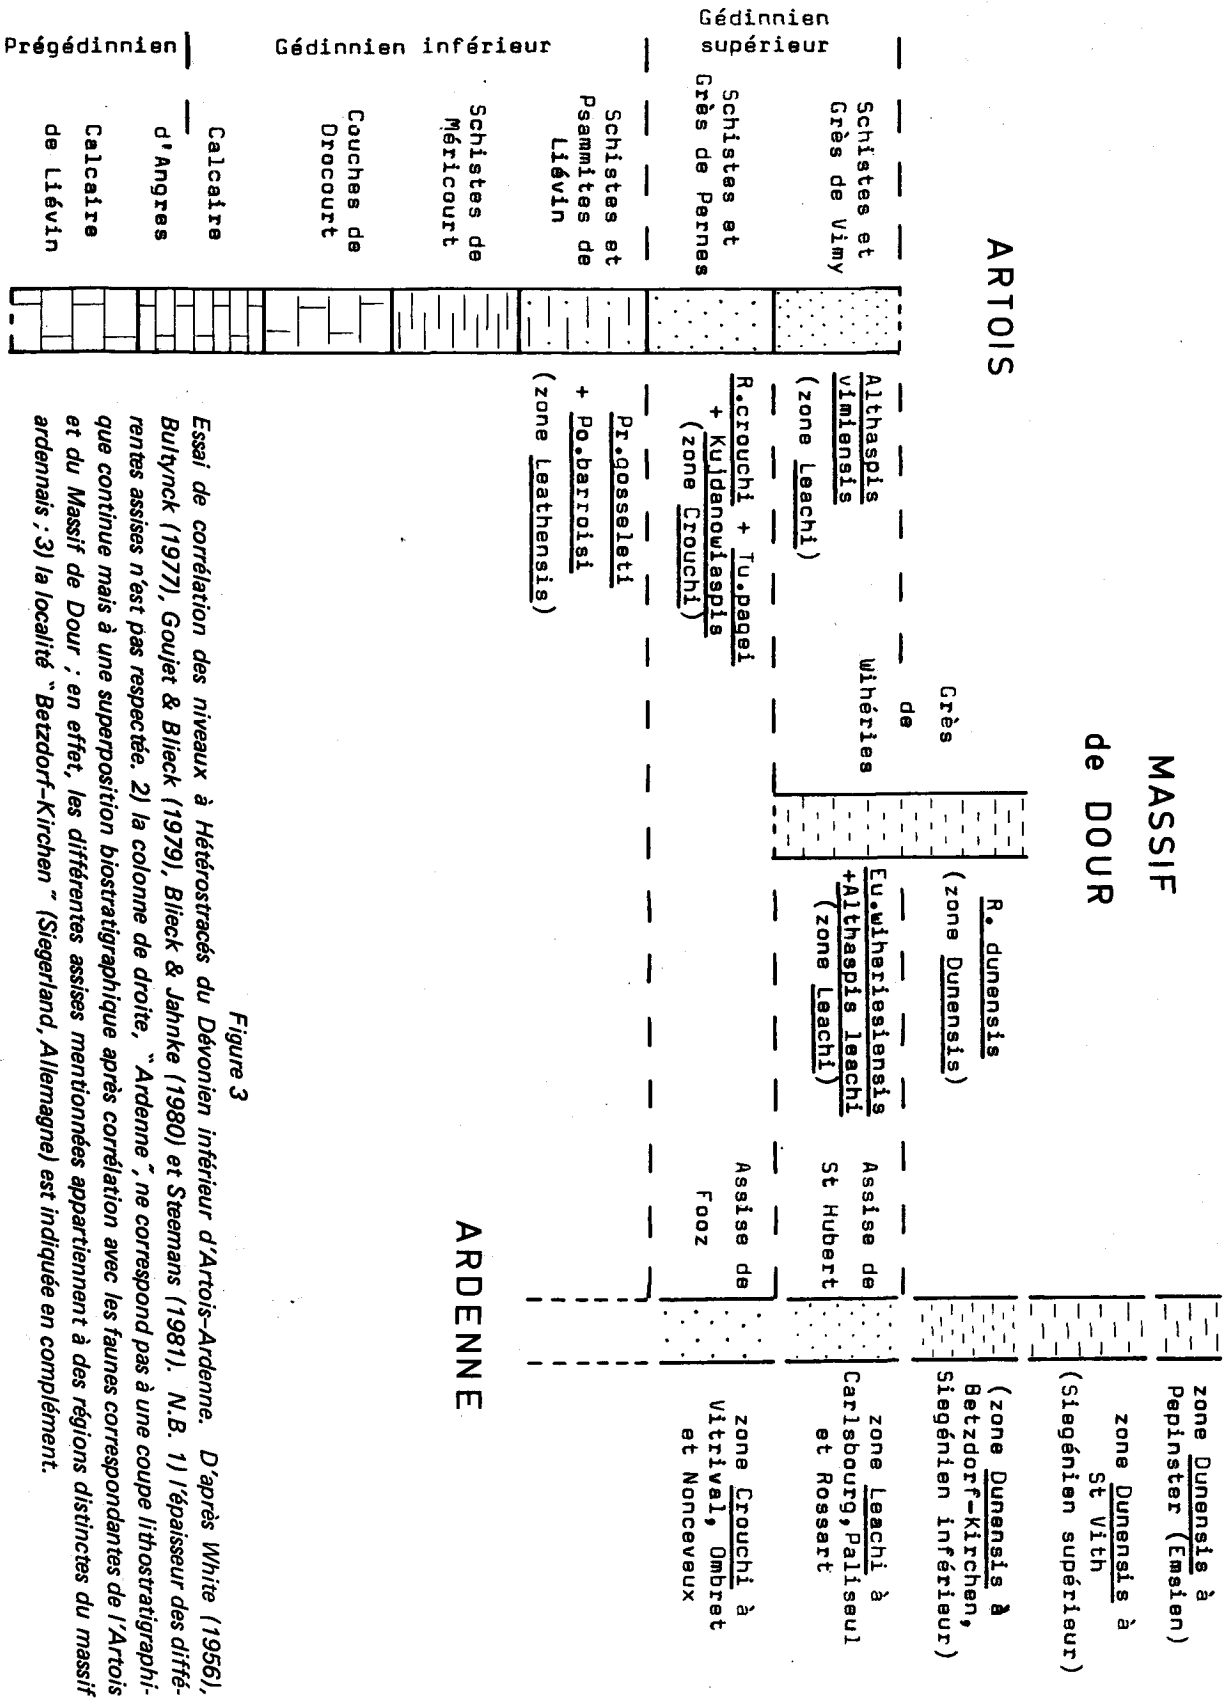 ARTOIS
MASSIF
de DOUR
ARDENNE
Gédinnien
supérieur
Gédinnien inférieur
Prégédinnien
Schistes et
Grès de Vimy
Schistes et
Grès de Pernes
Schistes et
Psammites de
Liévin
Schistes de
Méricourt
Couches de
Drocourt
Calcaire
d'Angres
Calcaire
de Liévin
Althaspis
vimiensis
(zone Leachi)
R.crouchi + Tu.pagei
+ Kujdanowiaspis
(zone Crouchi)
Pr.gosseleti
+ Po.barroisi
(zone Leathensis)
Grès
de
Wihéries
R. dunensis
(zone Dunensis)
Eu.wiheriesiensis
+Althaspis leachi
(zone Leachi)
Assise de
St Hubert
Assise de
Fooz
zone Dunensis à
Pepinster (Emsien)
zone Dunensis à
St Vith
(Siegénien supérieur)
(zone Dunensis à
Betzdorf-Kirchen,
Siegénien inférieur)
zone Leachi à
Carlsbourg,Paliseul
et Rossart
zone Crouchi à
Vitrival, Ombret
et Nonceveux
Figure 3
Essai de corrélation des niveaux à Hétérostracés du Dévonien inférieur d'Artois-Ardenne. D'après White (1956),
Bultynck (1977), Goujet & Blieck (1979), Blieck & Jahnke (1980) et Steemans (1981). N.B. 1) l'épaisseur des diffé-
rentes assises n'est pas respectée. 2) la colonne de droite, "Ardenne", ne correspond pas à une coupe lithostratigraphi-
que continue mais à une superposition biostratigraphique après corrélation avec les faunes correspondantes de l'Artois
et du Massif de Dour ; en effet, les différentes assises mentionnées appartiennent à des régions distinctes du massif
ardennais ; 3) la localité "Betzdorf-Kirchen" (Siegerland, Allemagne) est indiquée en complément.